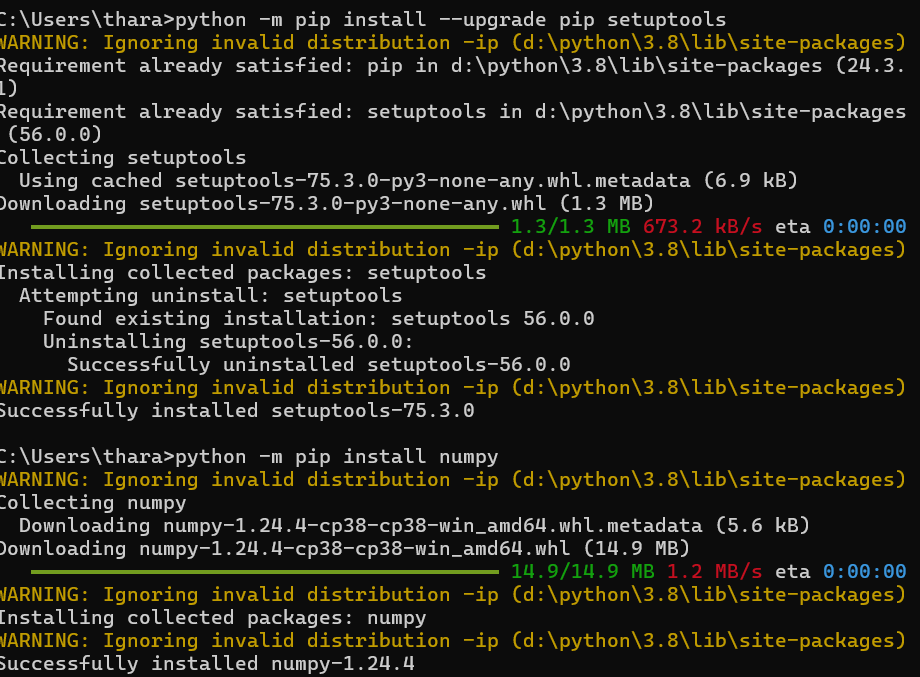 C:\Users\thara>python -m pip install --upgrade pip setuptools
WARNING: Ignoring invalid distribution -ip (d:\python\3.8\lib\site-packages)
Requirement already satisfied: pip in d:\python\3.8\lib\site-packages (24.3.
1)
Requirement already satisfied: setuptools in d:\python\3.8\lib\site-packages
 (56.0.0)
Collecting setuptools
  Using cached setuptools-75.3.0-py3-none-any.whl.metadata (6.9 kB)
Downloading setuptools-75.3.0-py3-none-any.whl (1.3 MB)
1.3/1.3 MB 673.2 kB/s eta 0:00:00
WARNING: Ignoring invalid distribution -ip (d:\python\3.8\lib\site-packages)
Installing collected packages: setuptools
  Attempting uninstall: setuptools
    Found existing installation: setuptools 56.0.0
    Uninstalling setuptools-56.0.0:
      Successfully uninstalled setuptools-56.0.0
WARNING: Ignoring invalid distribution -ip (d:\python\3.8\lib\site-packages)
Successfully installed setuptools-75.3.0
C:\Users\thara>python -m pip install numpy
WARNING: Ignoring invalid distribution -ip (d:\python\3.8\lib\site-packages)
Collecting numpy
  Downloading numpy-1.24.4-cp38-cp38-win_amd64.whl.metadata (5.6 kB)
Downloading numpy-1.24.4-cp38-cp38-win_amd64.whl (14.9 MB)
14.9/14.9 MB 1.2 MB/s eta 0:00:00
WARNING: Ignoring invalid distribution -ip (d:\python\3.8\lib\site-packages)
Installing collected packages: numpy
WARNING: Ignoring invalid distribution -ip (d:\python\3.8\lib\site-packages)
Successfully installed numpy-1.24.4